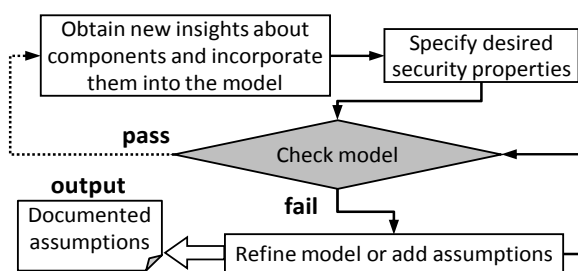 Obtain new insights about
components and incorporate
them into the model
Specify desired
security properties
pass
Check model
output
fail
Documented
assumptions
Refine model or add assumptions